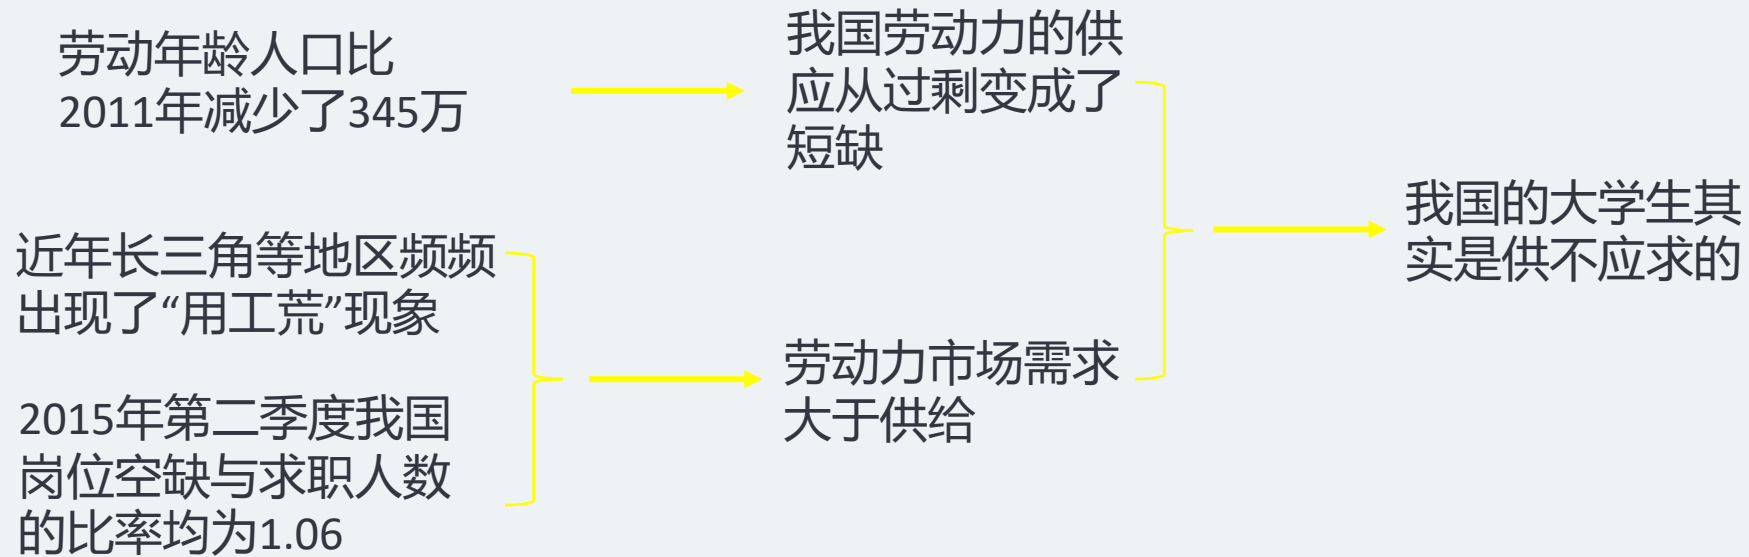 劳动年龄人口比
2011年减少了345万
我国劳动力的供
应从过剩变成了
短缺
近年长三角等地区频频
出现了“用工荒”现象
2015年第二季度我国
岗位空缺与求职人数
的比率均为1.06
劳动力市场需求
大于供给
我国的大学生其
实是供不应求的